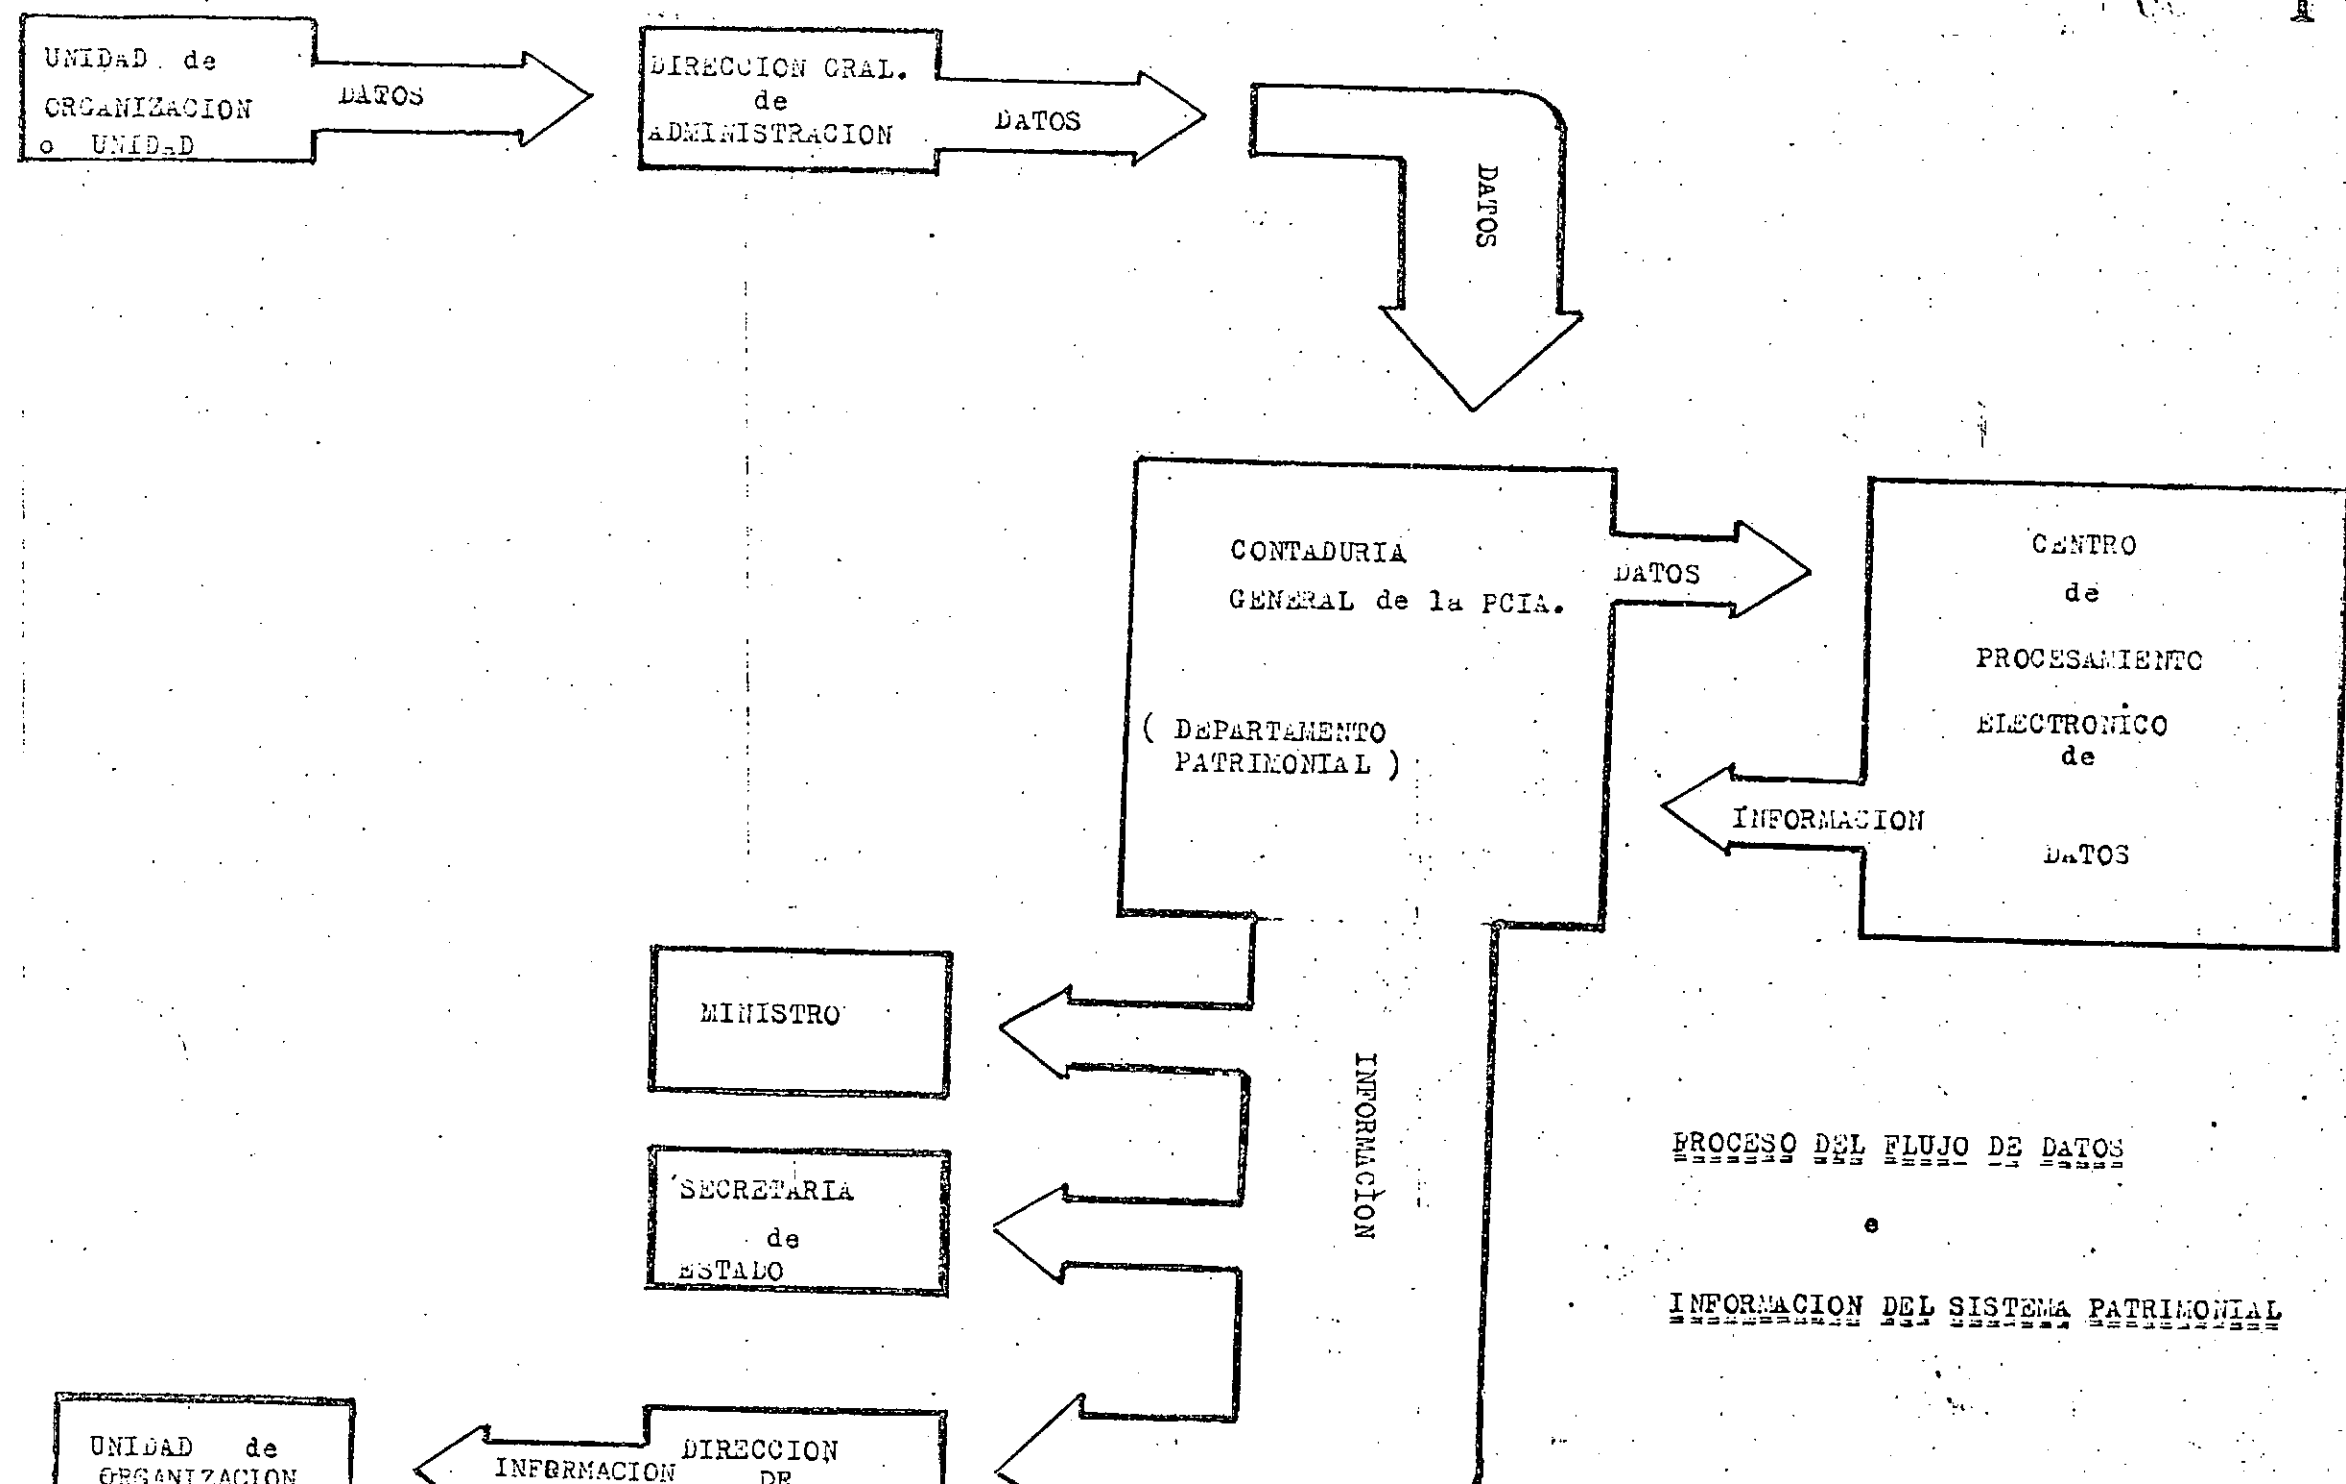 UNIDAD de
ORGANIZACION
o UNIDAD
DATOS
DIRECCION GRAL.
de
ADMINISTRACION
DATOS
DATOS
CONTADURIA
GENERAL de la PCIA.
( DEPARTAMENTO
PATRIMONIAL )
DATOS
CENTRO
de
PROCESAMIENTO
ELECTRONICO
de
DATOS
INFORMACION
MINISTRO
INFORMACION
SECRETARIA
de
ESTADO
PROCESO DEL FLUJO DE DATOS
e
INFORMACION DEL SISTEMA PATRIMONIAL
UNIDAD de
ORGANIZACION
INFORMACION
DIRECCION
DE